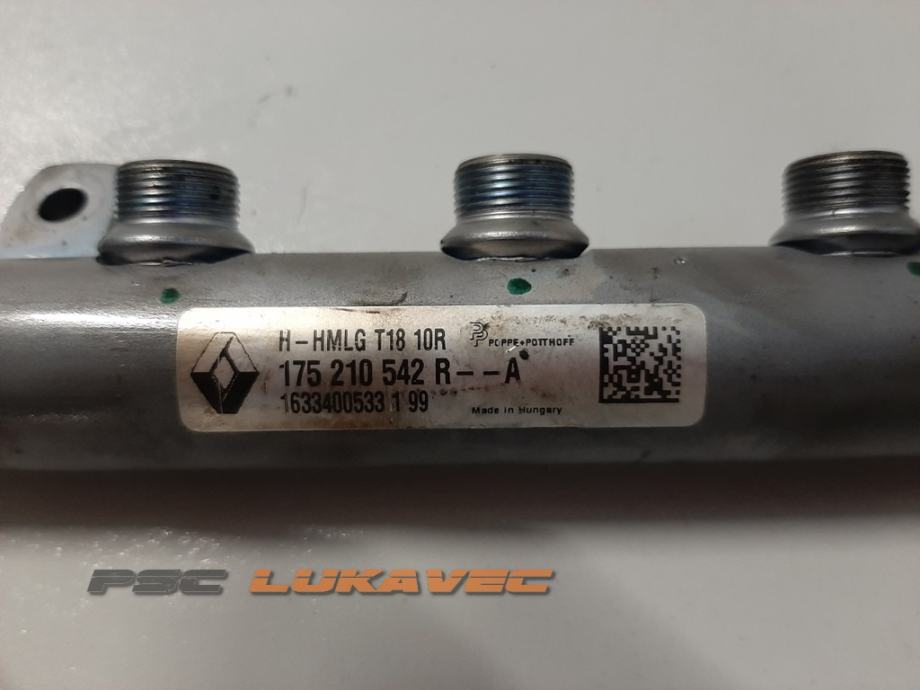 H-HMLG T18 10R
POPPE+POTTHOFF
175 210 542 R--A
1633400533 1 99
Made in Hungary
PSC LUKAVEC